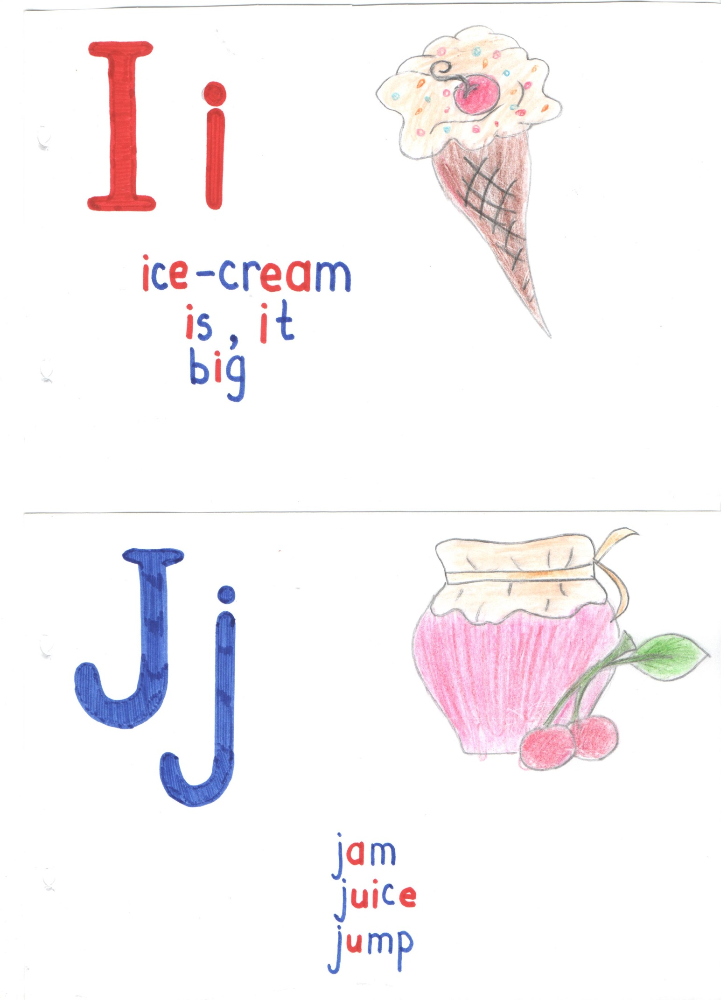 I i
ice-cream
is, it
big
J j
jam
juice
jump